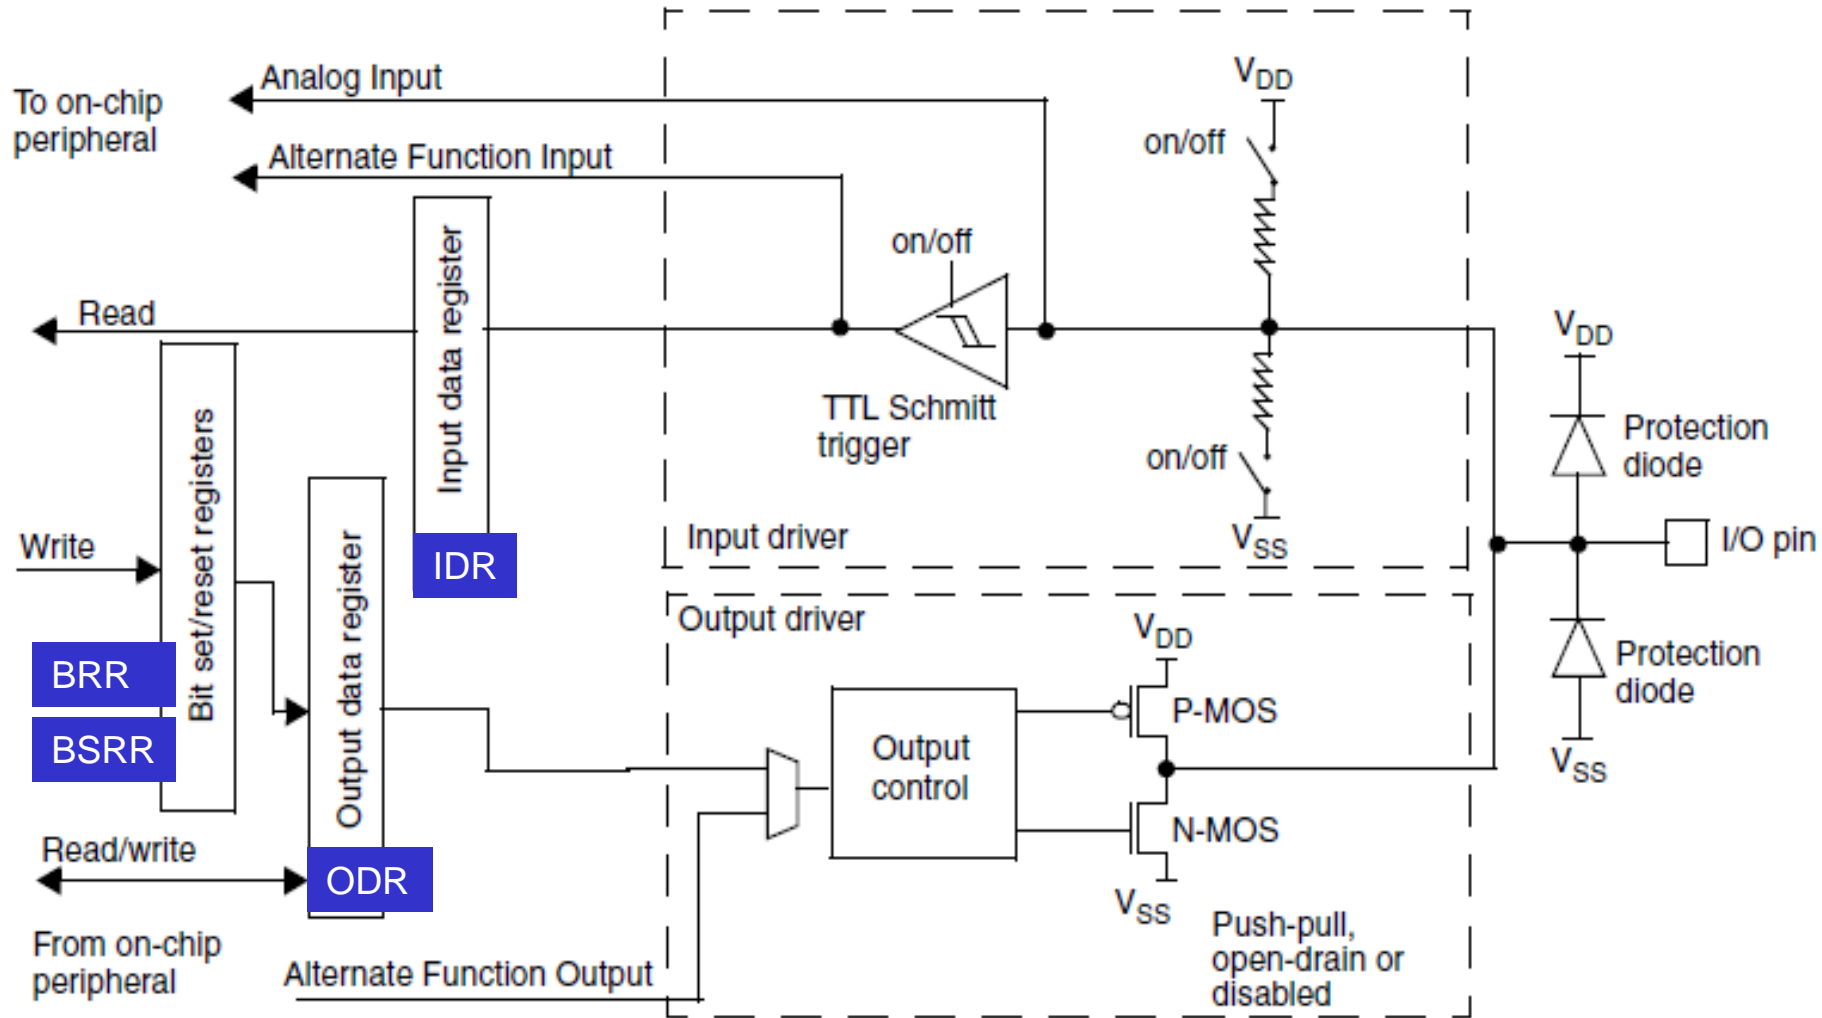 Analog Input
To on-chip
peripheral
Alternate Function Input
Read
Input data register
IDR
on/off
TTL Schmitt
trigger
VDD
on/off
on/off
VSS
Input driver
Write
Bit set/reset registers
BRR
BSRR
Output data register
ODR
Read/write
From on-chip
peripheral
Alternate Function Output
Output driver
Output
control
VDD
P-MOS
N-MOS
VSS
Push-pull,
open-drain or
disabled
VDD
Protection
diode
I/O pin
Protection
diode
VSS